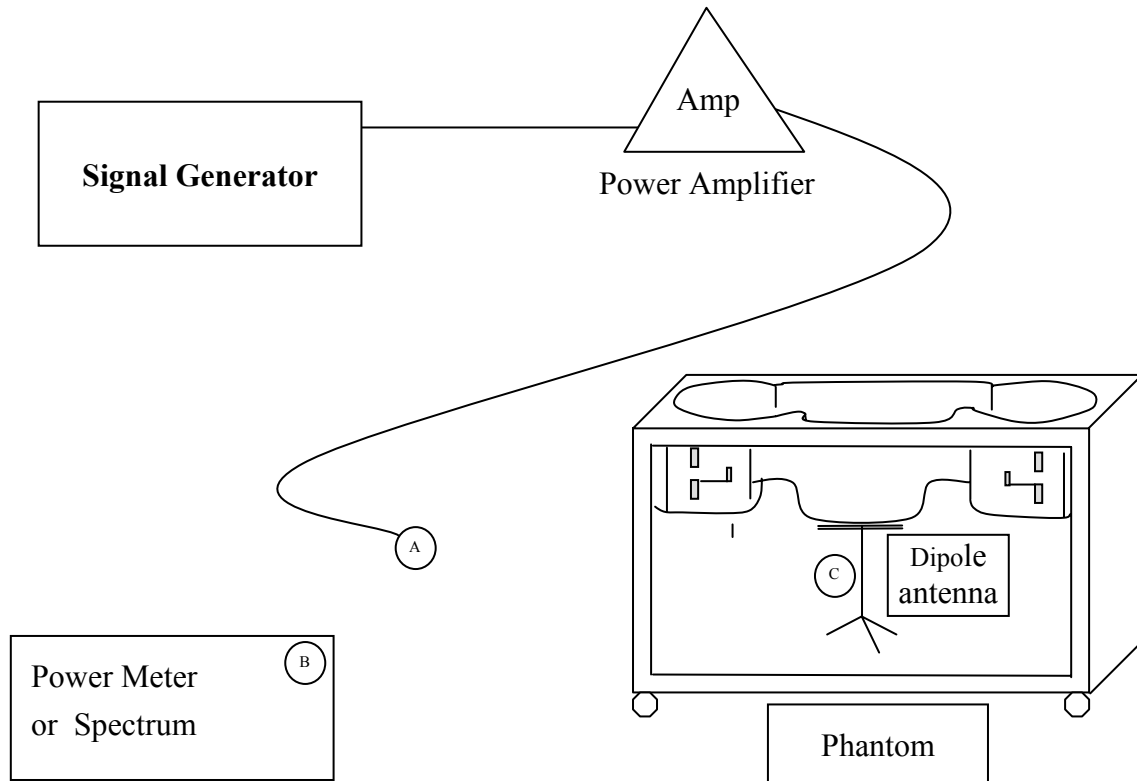 Amp
Signal Generator
Power Amplifier
A
C
Dipole
antenna
B
Power Meter
or Spectrum
Phantom